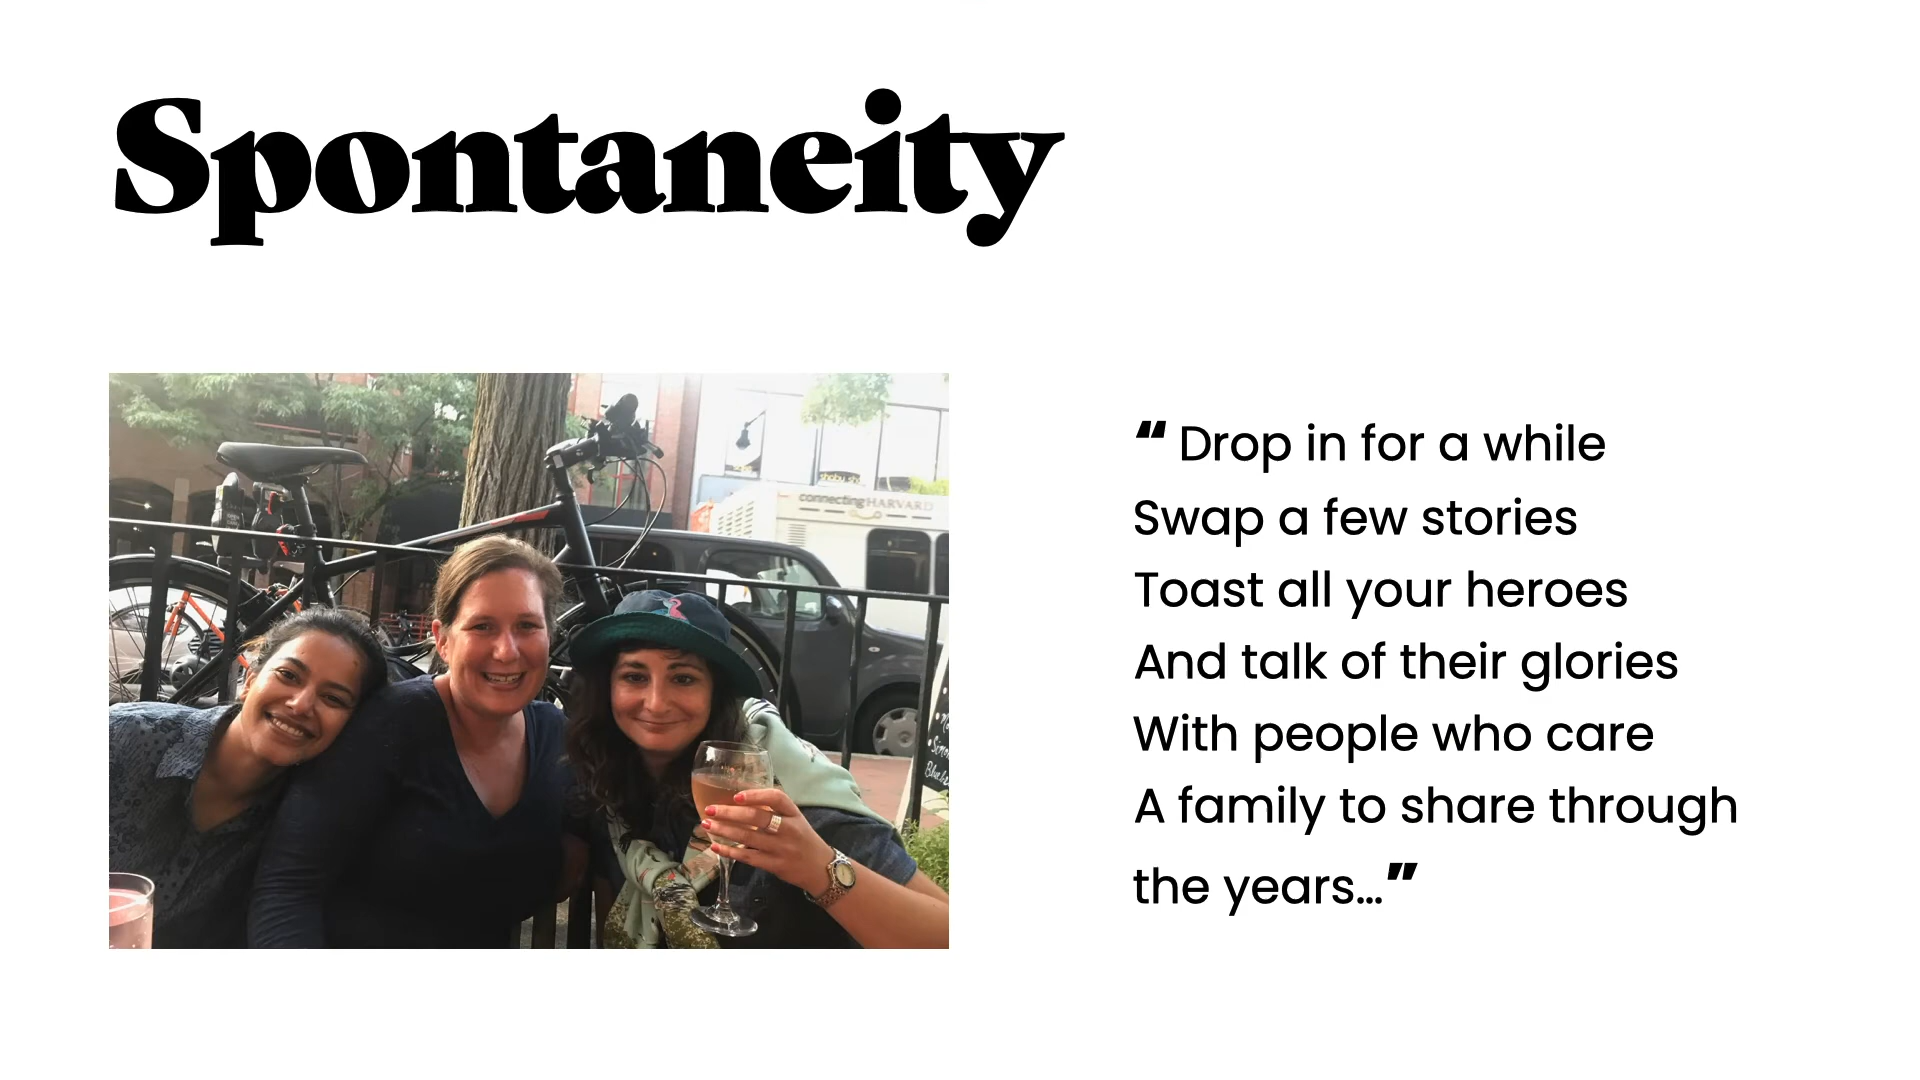 Spontaneity
connecting HARVARD
“ Drop in for a while
Swap a few stories
Toast all your heroes
And talk of their glories
With people who care
A family to share through
the years...”